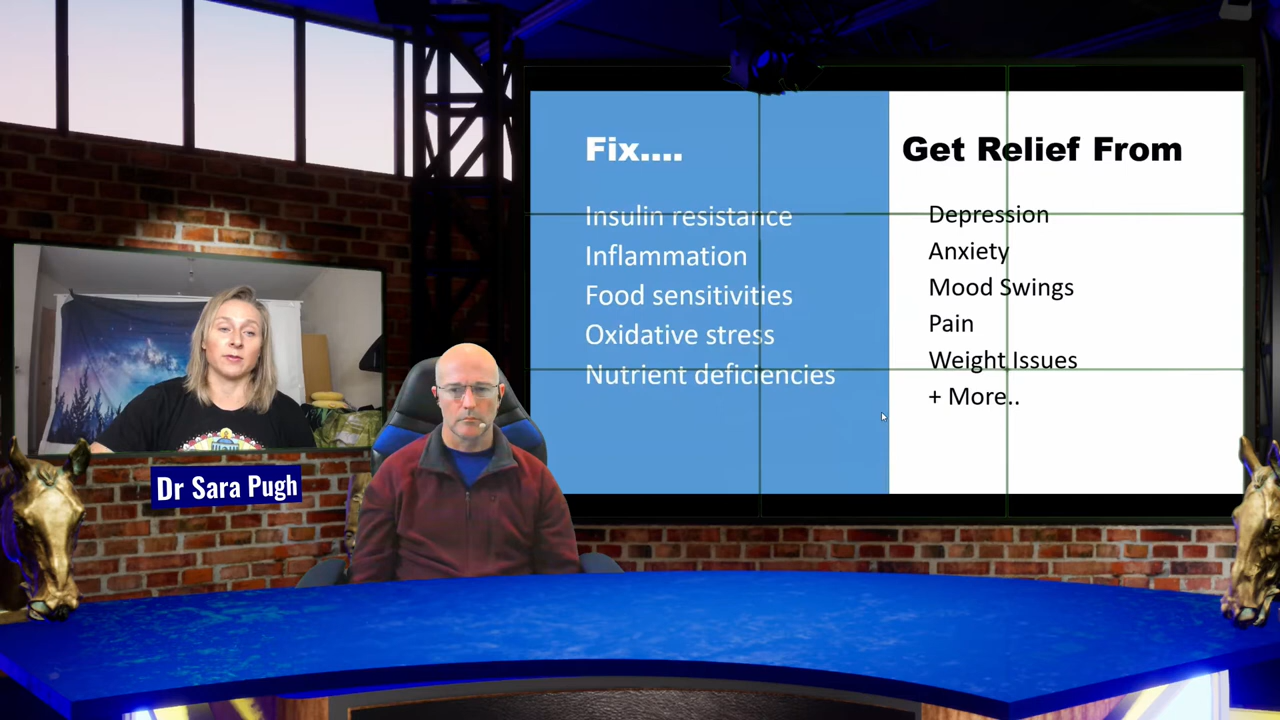 Fix....
Insulin resistance
Inflammation
Food sensitivities
Oxidative stress
Nutrient deficiencies
Get Relief From
Depression
Anxiety
Mood Swings
Pain
Weight Issues
+ More..
Dr Sara Pugh